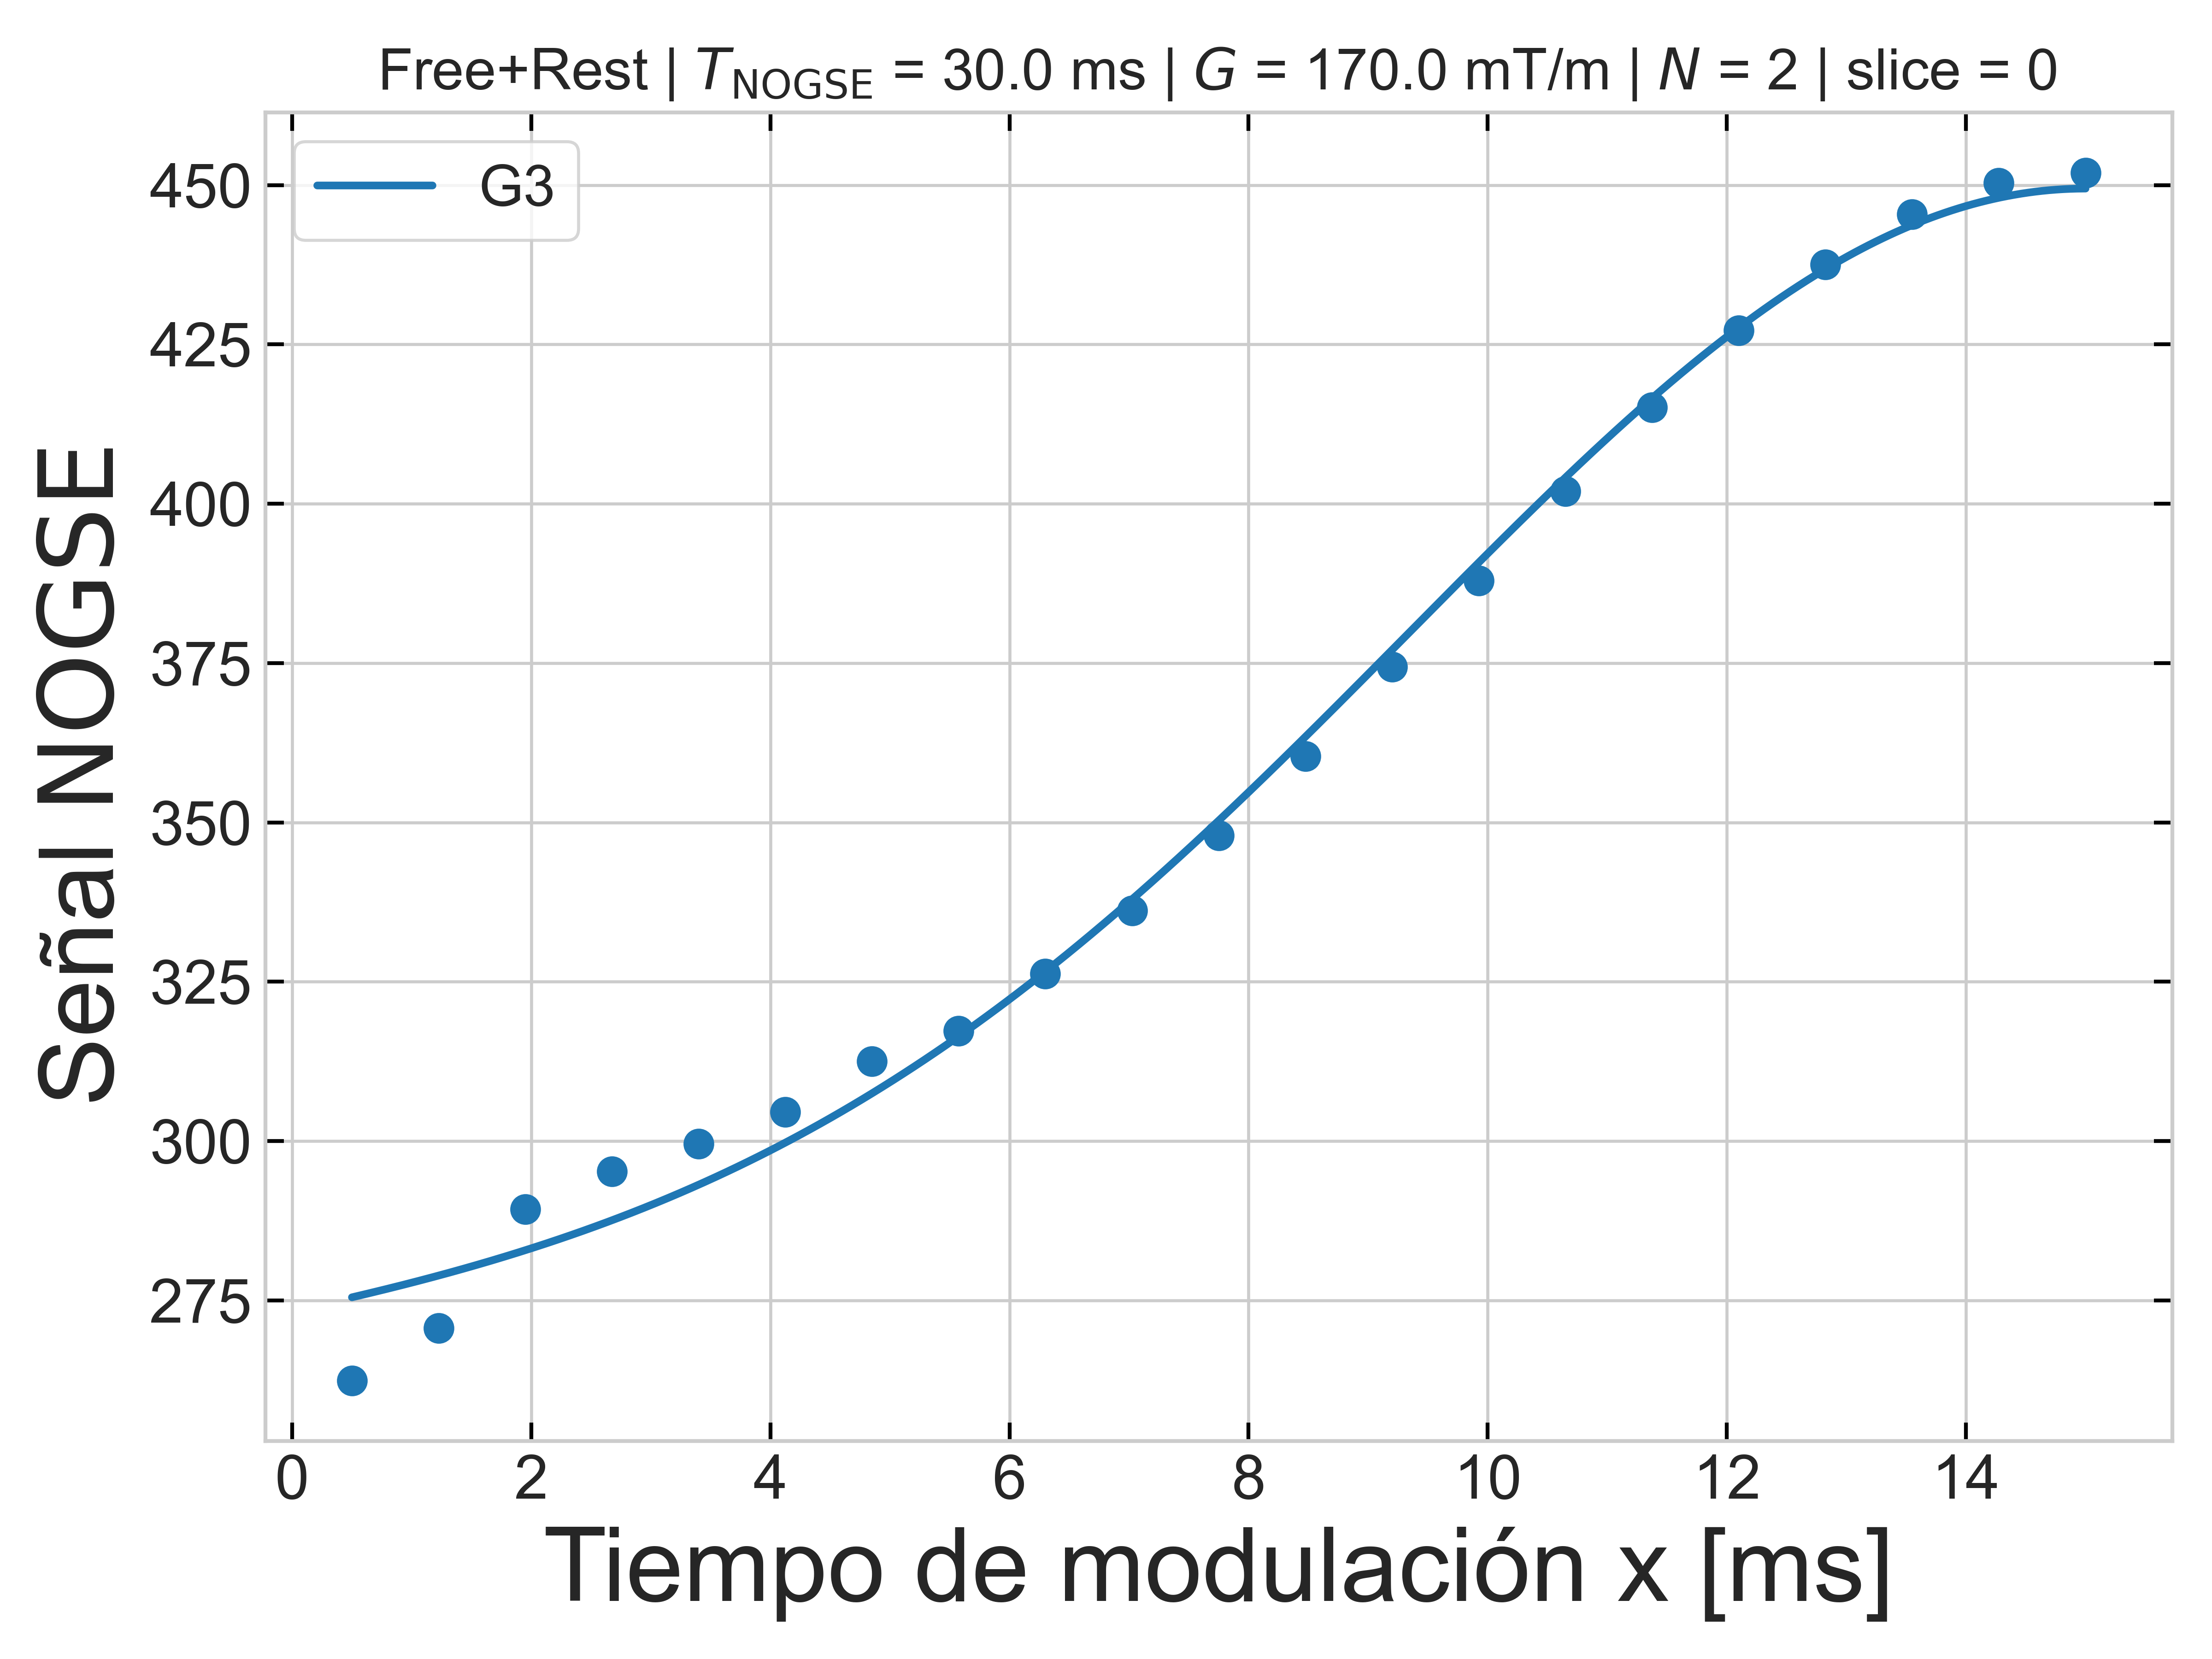 Free+Rest | T_NOGSE = 30.0 ms | G = 170.0 mT/m | N = 2 | slice = 0
G3
450
425
400
375
350
325
300
275
Señal NOGSE
0 2 4 6 8 10 12 14
Tiempo de modulación x [ms]